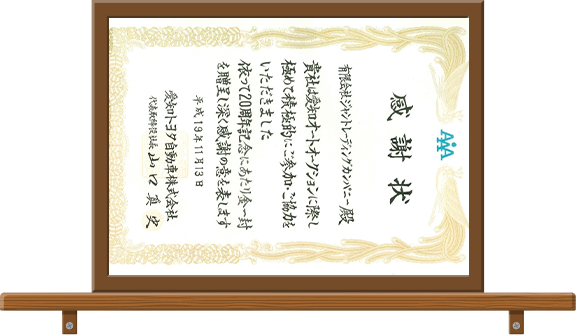 AAA
感謝状
有限会社ジャントレーディングカンパニー殿
貴社は愛知オートオークションに際し
極めて積極的にご参加・ご協力を
いただきました
依って20周年記念にあたり金一封
を贈呈し深く感謝の意を表します
平成19年11月13日
愛知トヨタ自動車株式会社
代表取締役社長 山口真史